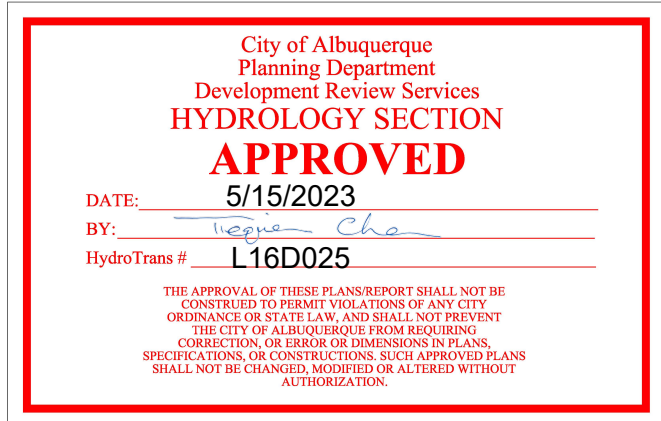 City of Albuquerque
Planning Department
Development Review Services
HYDROLOGY SECTION
APPROVED
DATE: 5/15/2023
BY:
HydroTrans # L16D025
THE APPROVAL OF THESE PLANS/REPORT SHALL NOT BE
CONSTRUED TO PERMIT VIOLATIONS OF ANY CITY
ORDINANCE OR STATE LAW, AND SHALL NOT PREVENT
THE CITY OF ALBUQUERQUE FROM REQUIRING
CORRECTION, OR ERROR OR DIMENSIONS IN PLANS,
SPECIFICATIONS, OR CONSTRUCTIONS. SUCH APPROVED PLANS
SHALL NOT BE CHANGED, MODIFIED OR ALTERED WITHOUT
AUTHORIZATION.